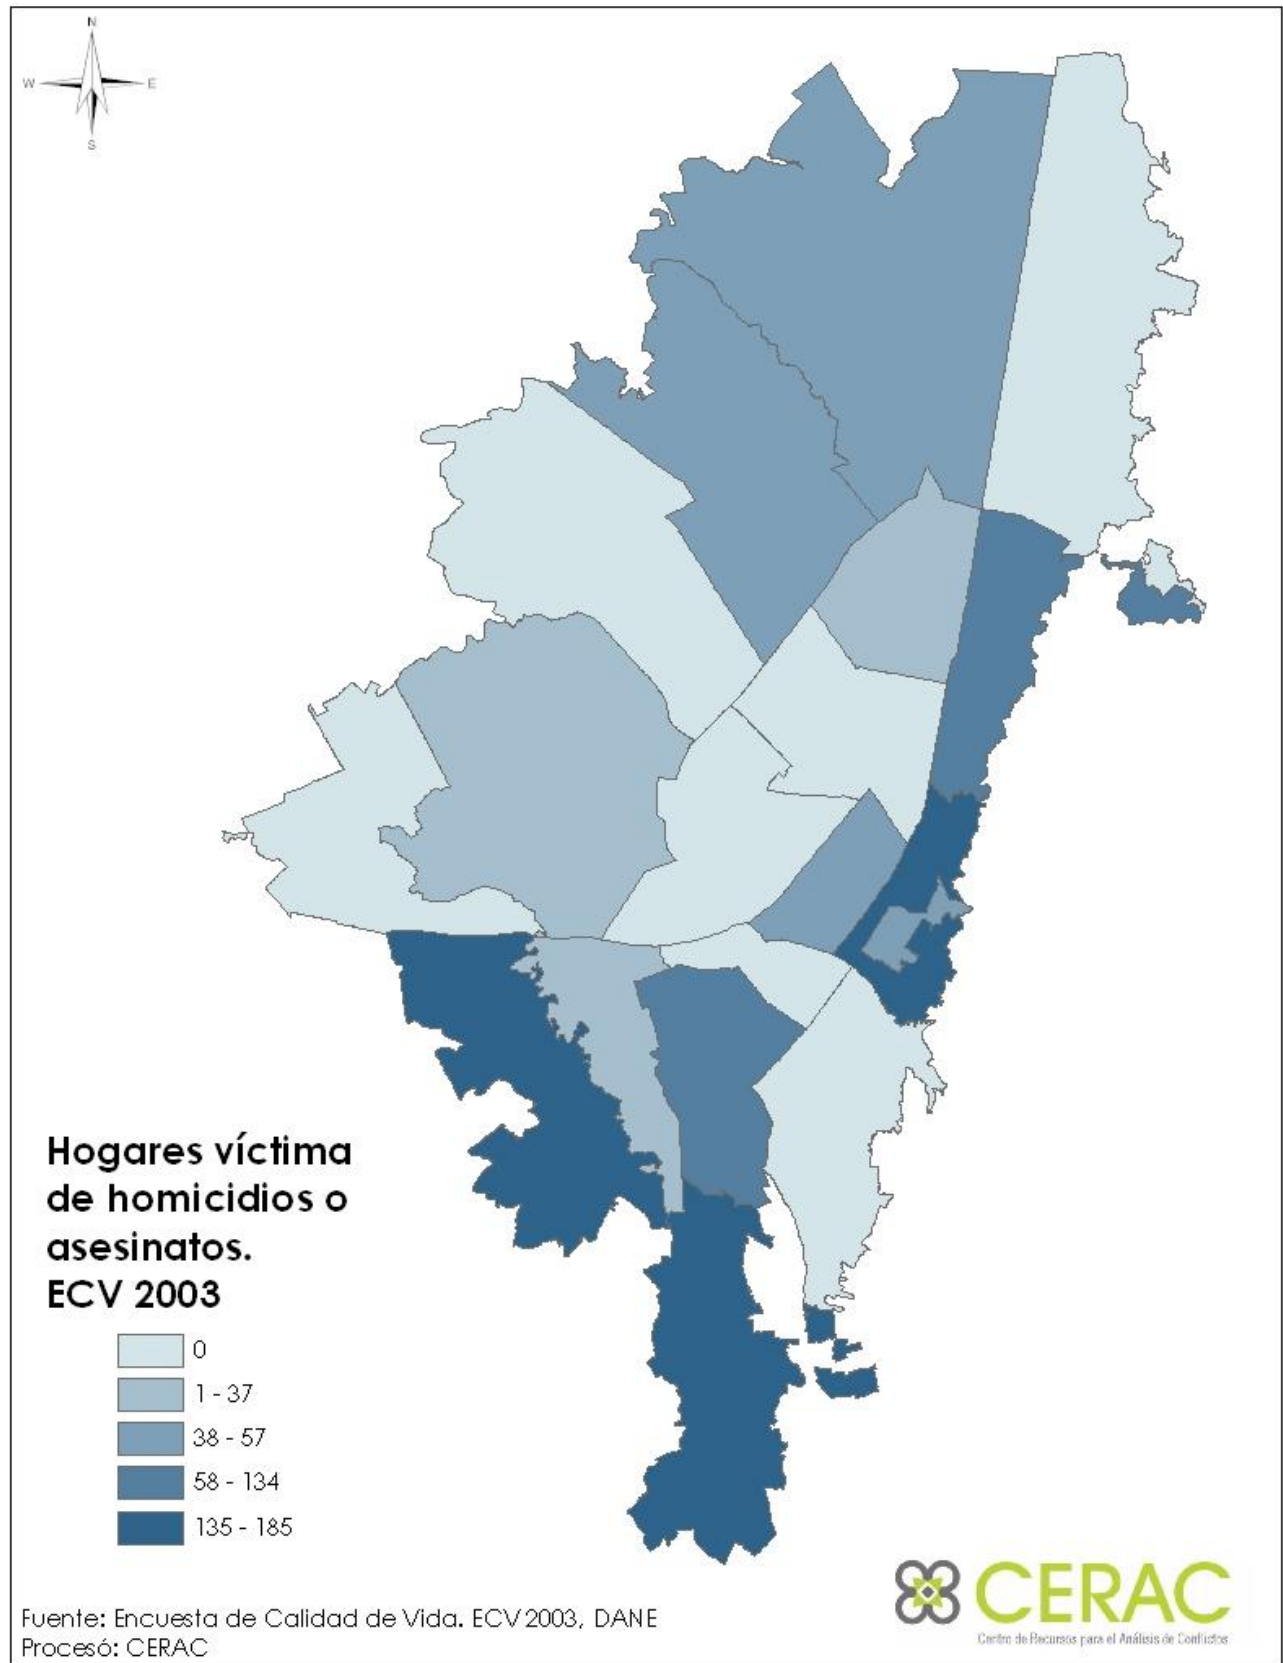 N
W
E
S
Hogares víctima
de homicidios o
asesinatos.
ECV 2003
0
1 - 37
38 - 57
58 - 134
135 - 185
Fuente: Encuesta de Calidad de Vida. ECV 2003, DANE
Procesó: CERAC
CERAC
Centro de Recursos para el Análisis de Conflictos